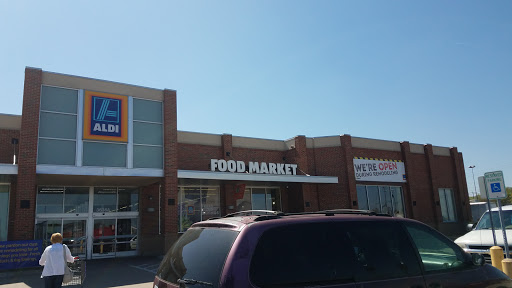 ALDI
FOOD MARKET
WE'RE OPEN
DURING REMODELING